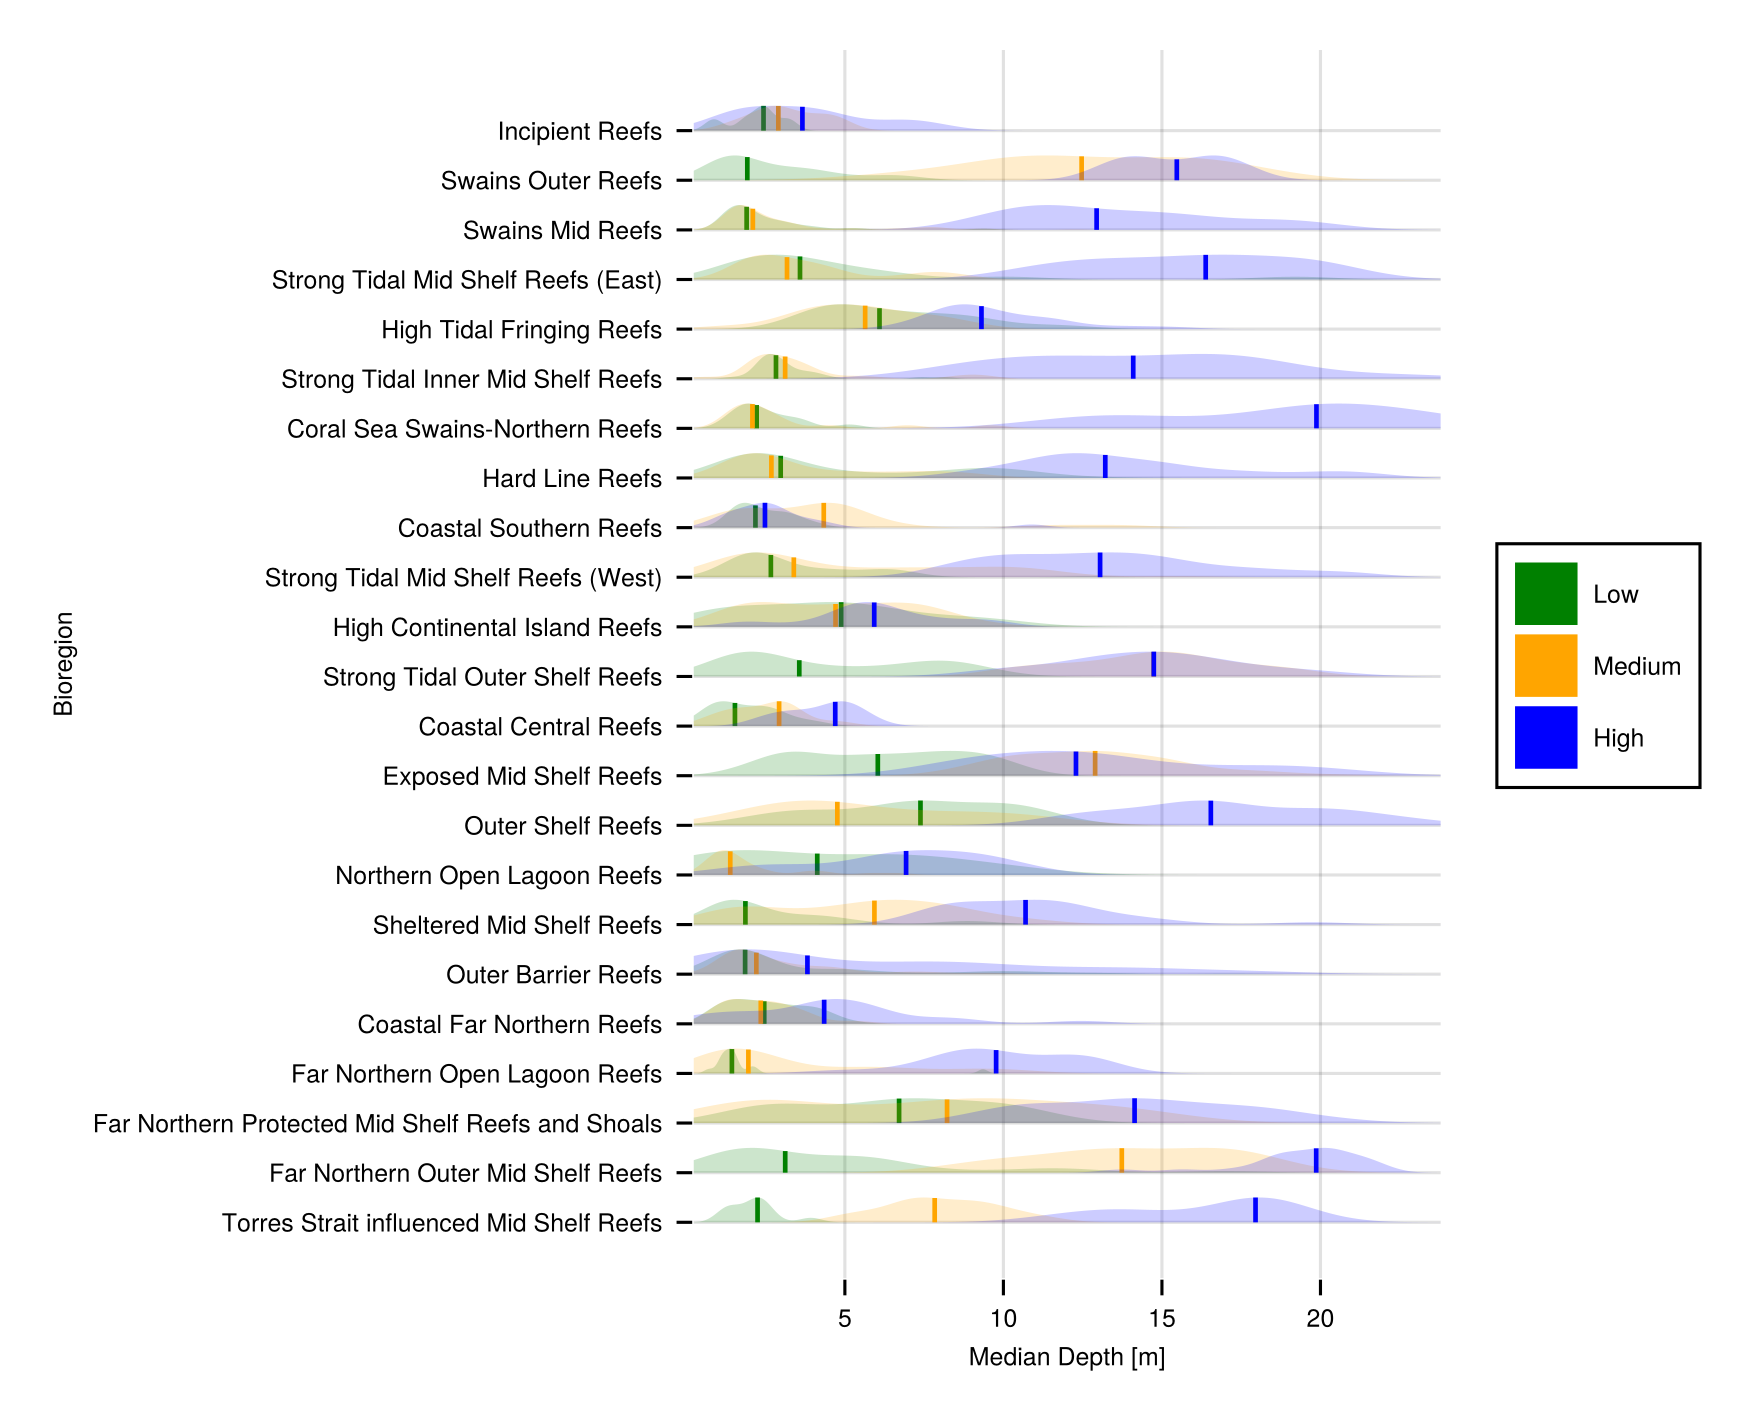 Incipient Reefs
Swains Outer Reefs
Swains Mid Reefs
Strong Tidal Mid Shelf Reefs (East)
High Tidal Fringing Reefs
Strong Tidal Inner Mid Shelf Reefs
Coral Sea Swains-Northern Reefs
Hard Line Reefs
Coastal Southern Reefs
Strong Tidal Mid Shelf Reefs (West)
High Continental Island Reefs
Strong Tidal Outer Shelf Reefs
Coastal Central Reefs
Exposed Mid Shelf Reefs
Outer Shelf Reefs
Northern Open Lagoon Reefs
Sheltered Mid Shelf Reefs
Outer Barrier Reefs
Coastal Far Northern Reefs
Far Northern Open Lagoon Reefs
Far Northern Protected Mid Shelf Reefs and Shoals
Far Northern Outer Mid Shelf Reefs
Torres Strait influenced Mid Shelf Reefs
Bioregion
5 10 15 20
Median Depth [m]
Low
Medium
High